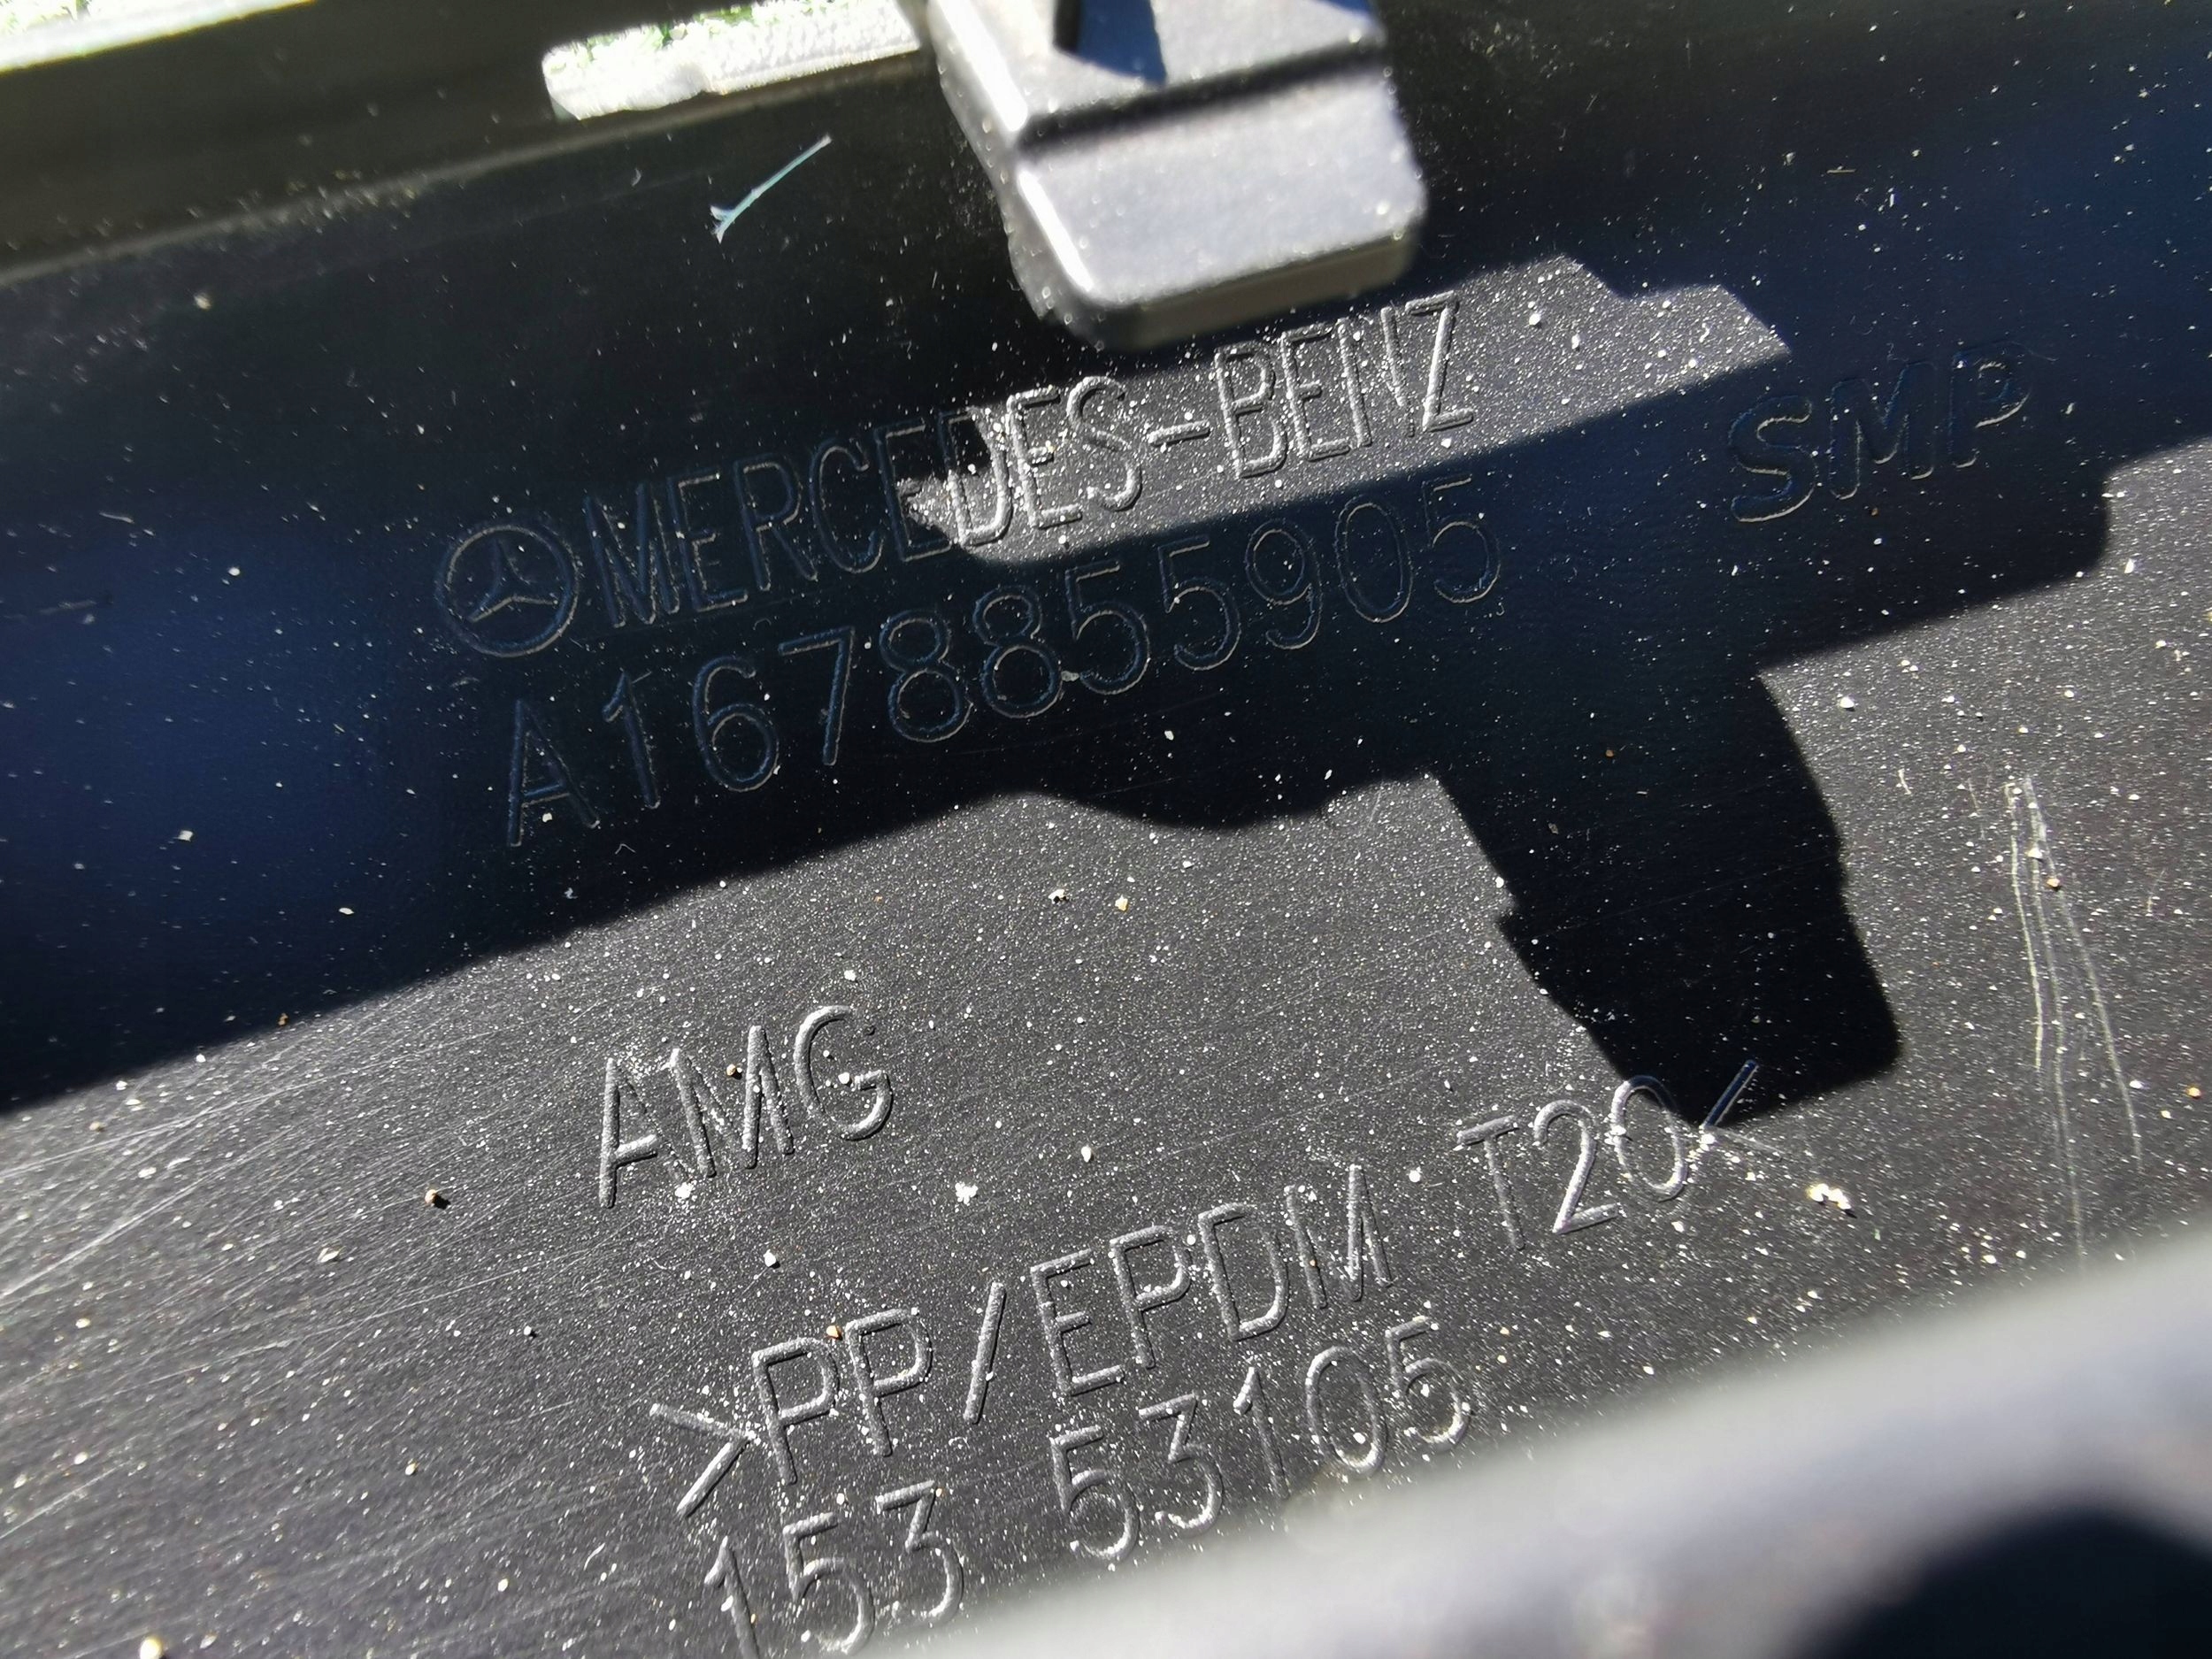 MERCEDES-BENZ
A1678855905
SMP
AMG
>PP/EPDM T20<
153 53105